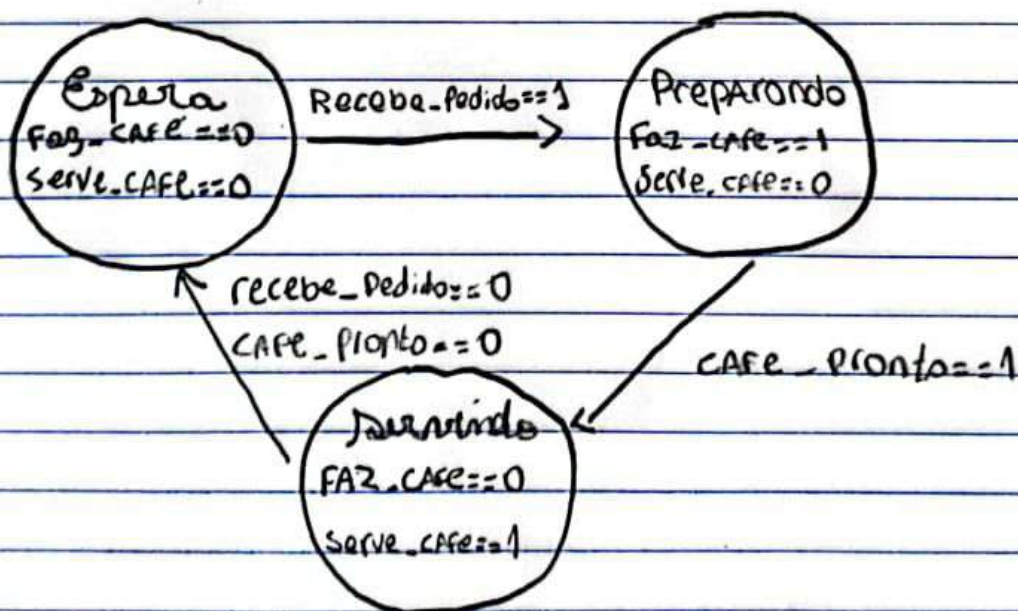 Espera
Faz_CAFE==0
Serve_CAFE==0
Recebe_Pedido==1
PrepArando
Faz_CAFE==1
Serve_CAFe==0
recebe_Pedido==0
CAFe_Pronto==0
CAFe_Pronto==1
Servindo
FAZ_CAFe==0
Serve_CAFe==1